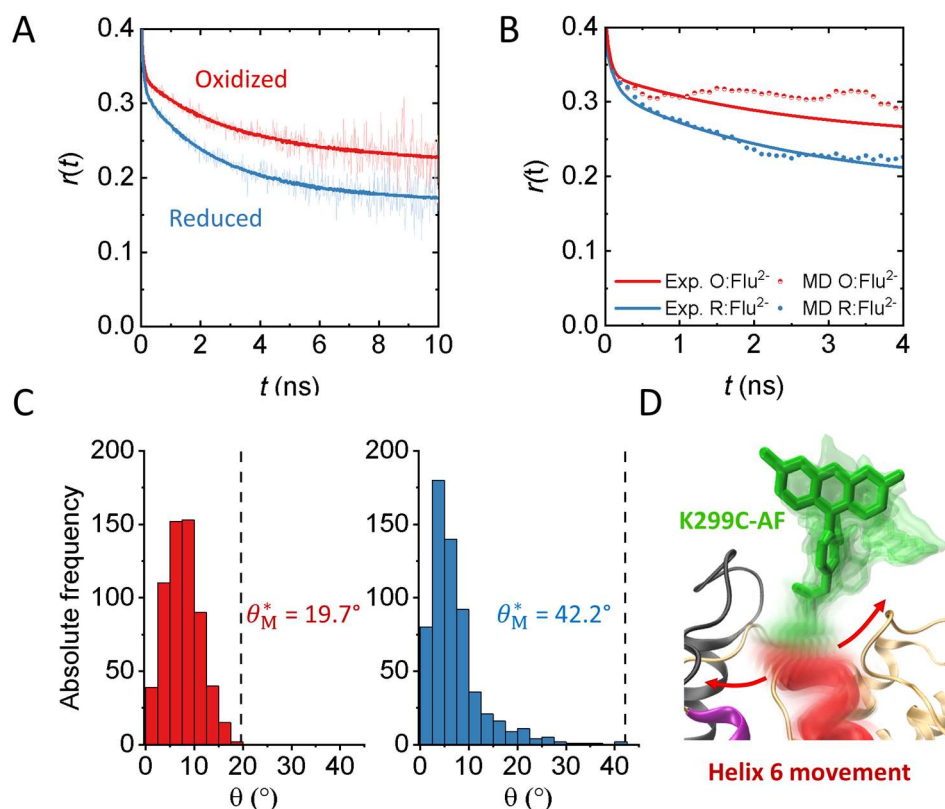 A
0.4
0.3
0.2
0.1
0.0
r(t)
Oxidized
Reduced
0 2 4 6 8 10
t (ns)
B
0.4
0.3
0.2
0.1
0.0
r(t)
Exp. O:Flu²⁻ MD O:Flu²⁻
Exp. R:Flu²⁻ MD R:Flu²⁻
0 1 2 3 4
t (ns)
C
200
150
100
50
0
Absolute frequency
θ*M = 19.7°
0 10 20 30 40
θ (°)
200
150
100
50
0
θ*M = 42.2°
0 10 20 30 40
θ (°)
D
K299C-AF
Helix 6 movement